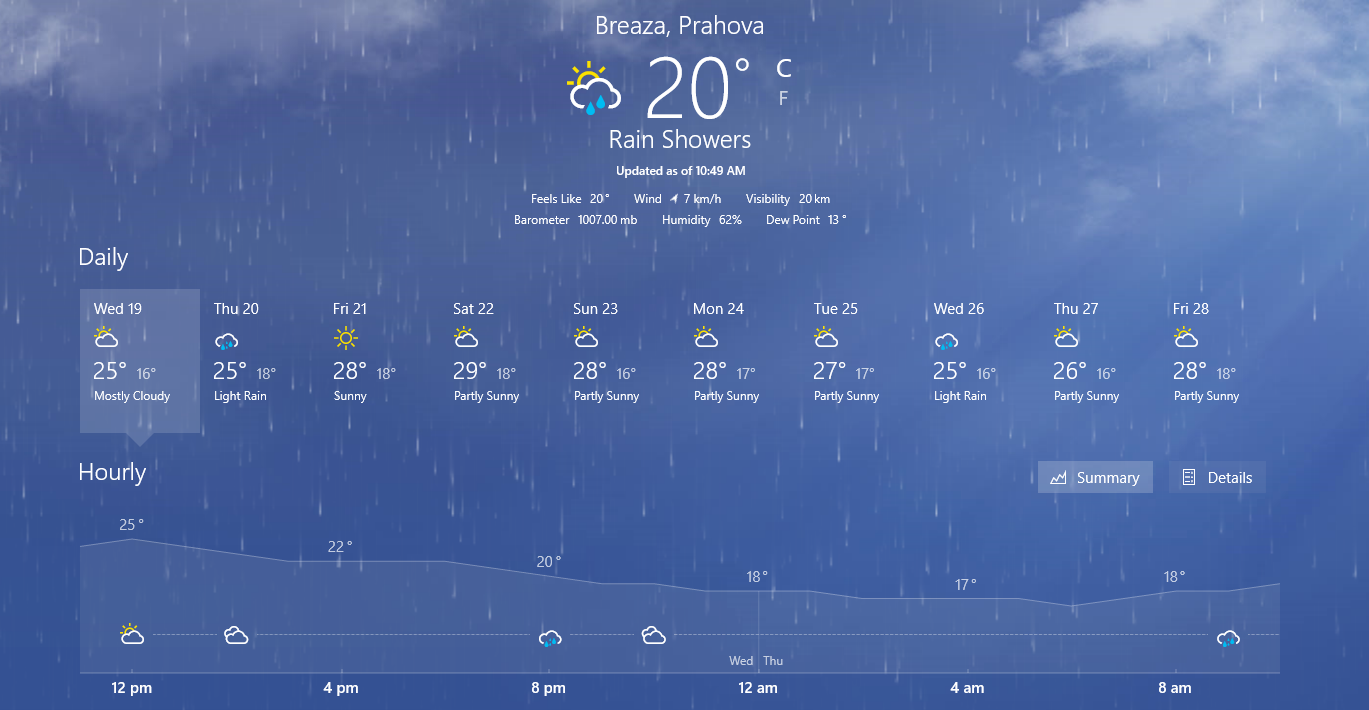 Breaza, Prahova
20° C
F
Rain Showers
Updated as of 10:49 AM
Feels Like 20° Wind 7 km/h Visibility 20 km
Barometer 1007.00 mb Humidity 62% Dew Point 13 °
Daily
Wed 19 Thu 20 Fri 21 Sat 22 Sun 23 Mon 24 Tue 25 Wed 26 Thu 27 Fri 28
25° 16° 25° 18° 28° 18° 29° 18° 28° 16° 28° 17° 27° 17° 25° 16° 26° 16° 28° 18°
Mostly Cloudy Light Rain Sunny Partly Sunny Partly Sunny Partly Sunny Partly Sunny Light Rain Partly Sunny Partly Sunny
Hourly
Summary Details
25° 22° 20° 18° 17° 18°
Wed Thu
12 pm 4 pm 8 pm 12 am 4 am 8 am